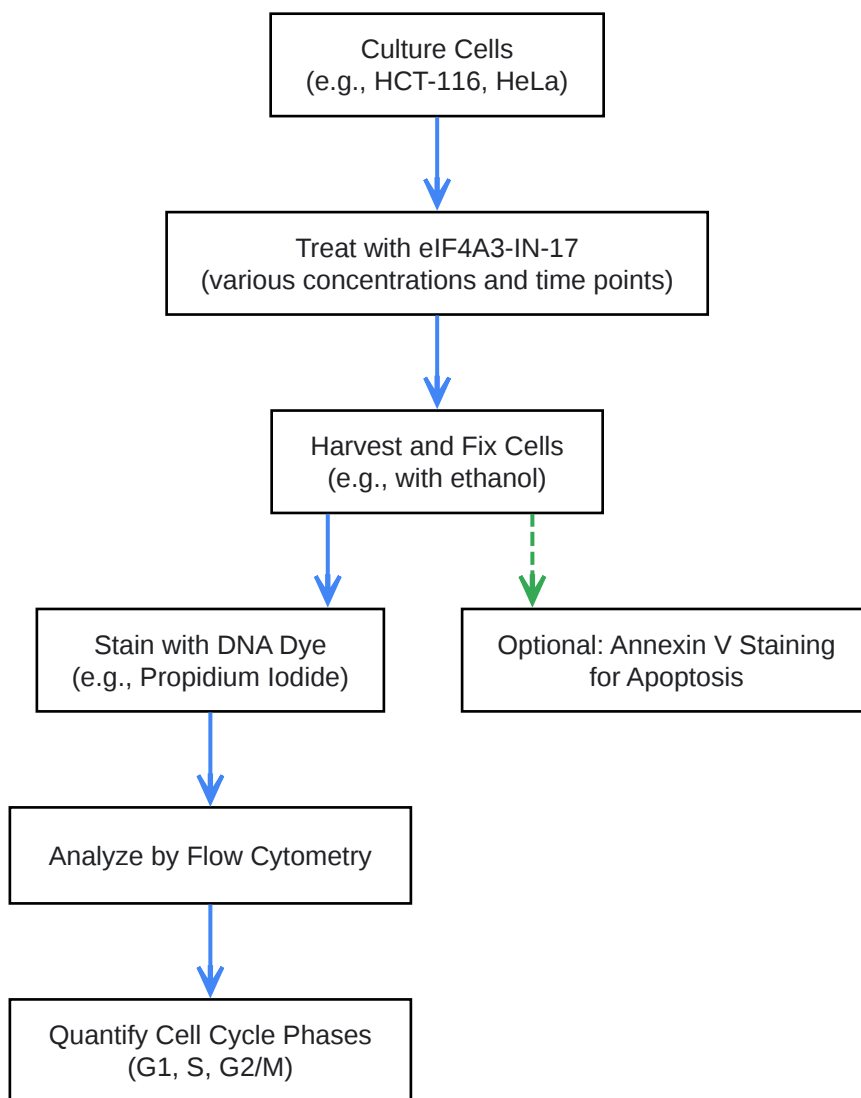 Culture Cells
(e.g., HCT-116, HeLa)
Treat with eIF4A3-IN-17
(various concentrations and time points)
Harvest and Fix Cells
(e.g., with ethanol)
Stain with DNA Dye
(e.g., Propidium Iodide)
Optional: Annexin V Staining
for Apoptosis
Analyze by Flow Cytometry
Quantify Cell Cycle Phases
(G1, S, G2/M)